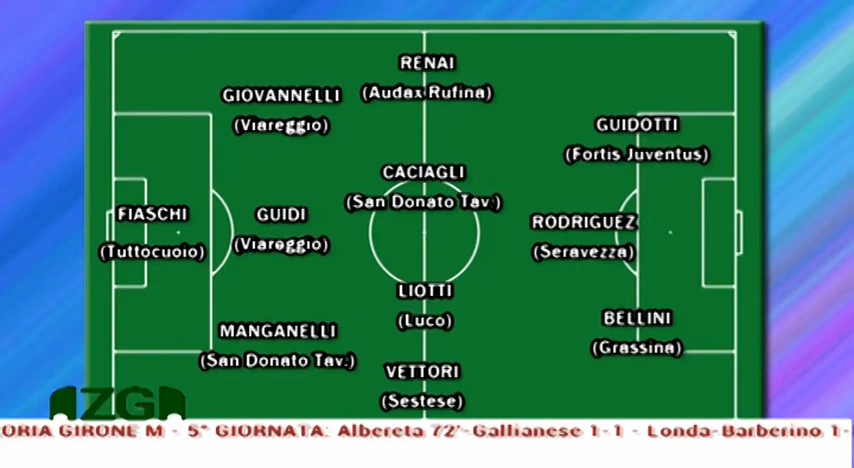 RENAI
(Audax Rufina)
GIOVANNELLI
(Viareggio)
GUIDOTTI
(Fortis Juventus)
CACIAGLI
(San Donato Tav.)
FIASCHI
(Tuttocuoio)
GUIDI
(Viareggio)
RODRIGUEZ
(Seravezza)
LIOTTI
(Luco)
MANGANELLI
(San Donato Tav.)
BELLINI
(Grassina)
VETTORI
(Sestese)
ZG
ORIA GIRONE M - 5° GIORNATA: Albereta 72'-Gallianese 1-1 - Londa-Barberino 1-